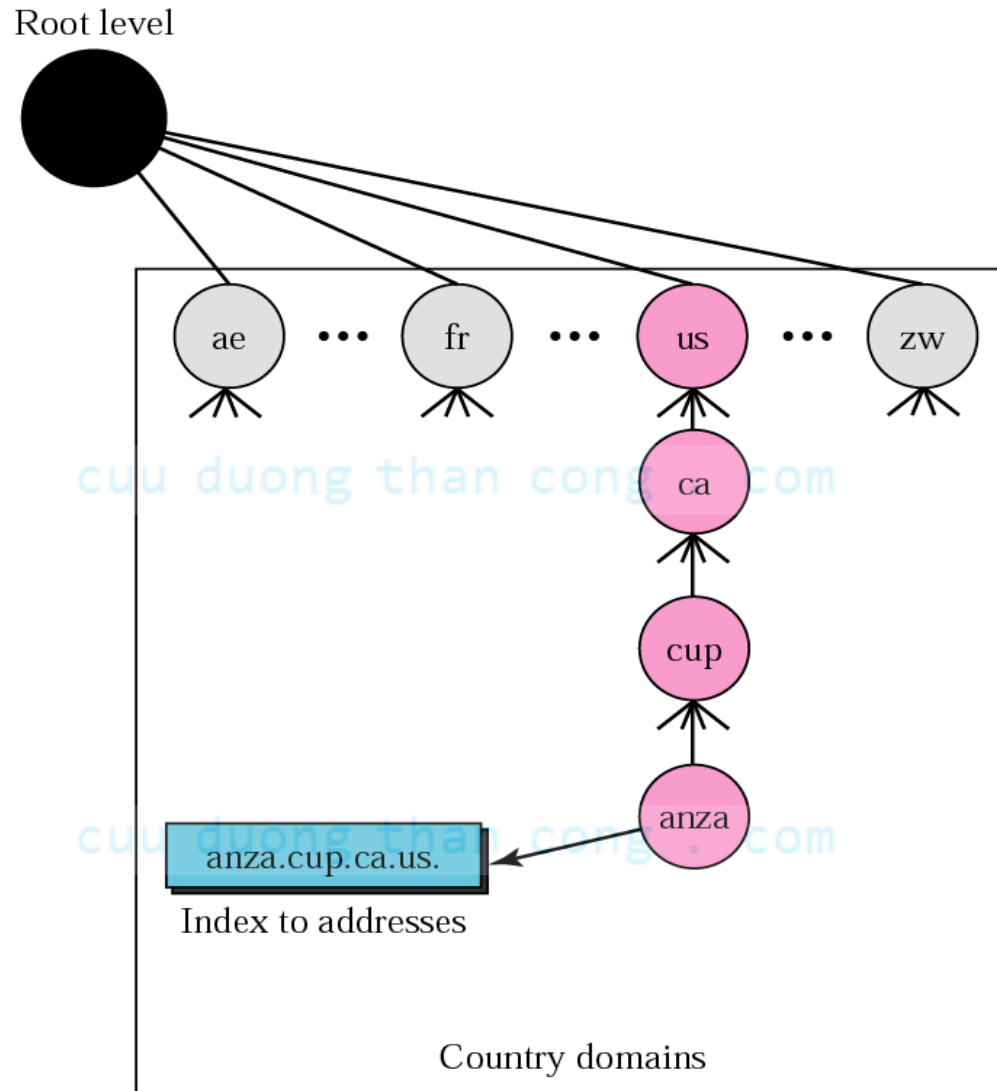 Root level
ae ••• fr ••• us ••• zw
cuu duong than cong . com
ca
cup
anza
cuu duong than cong . com
anza.cup.ca.us.
Index to addresses
Country domains